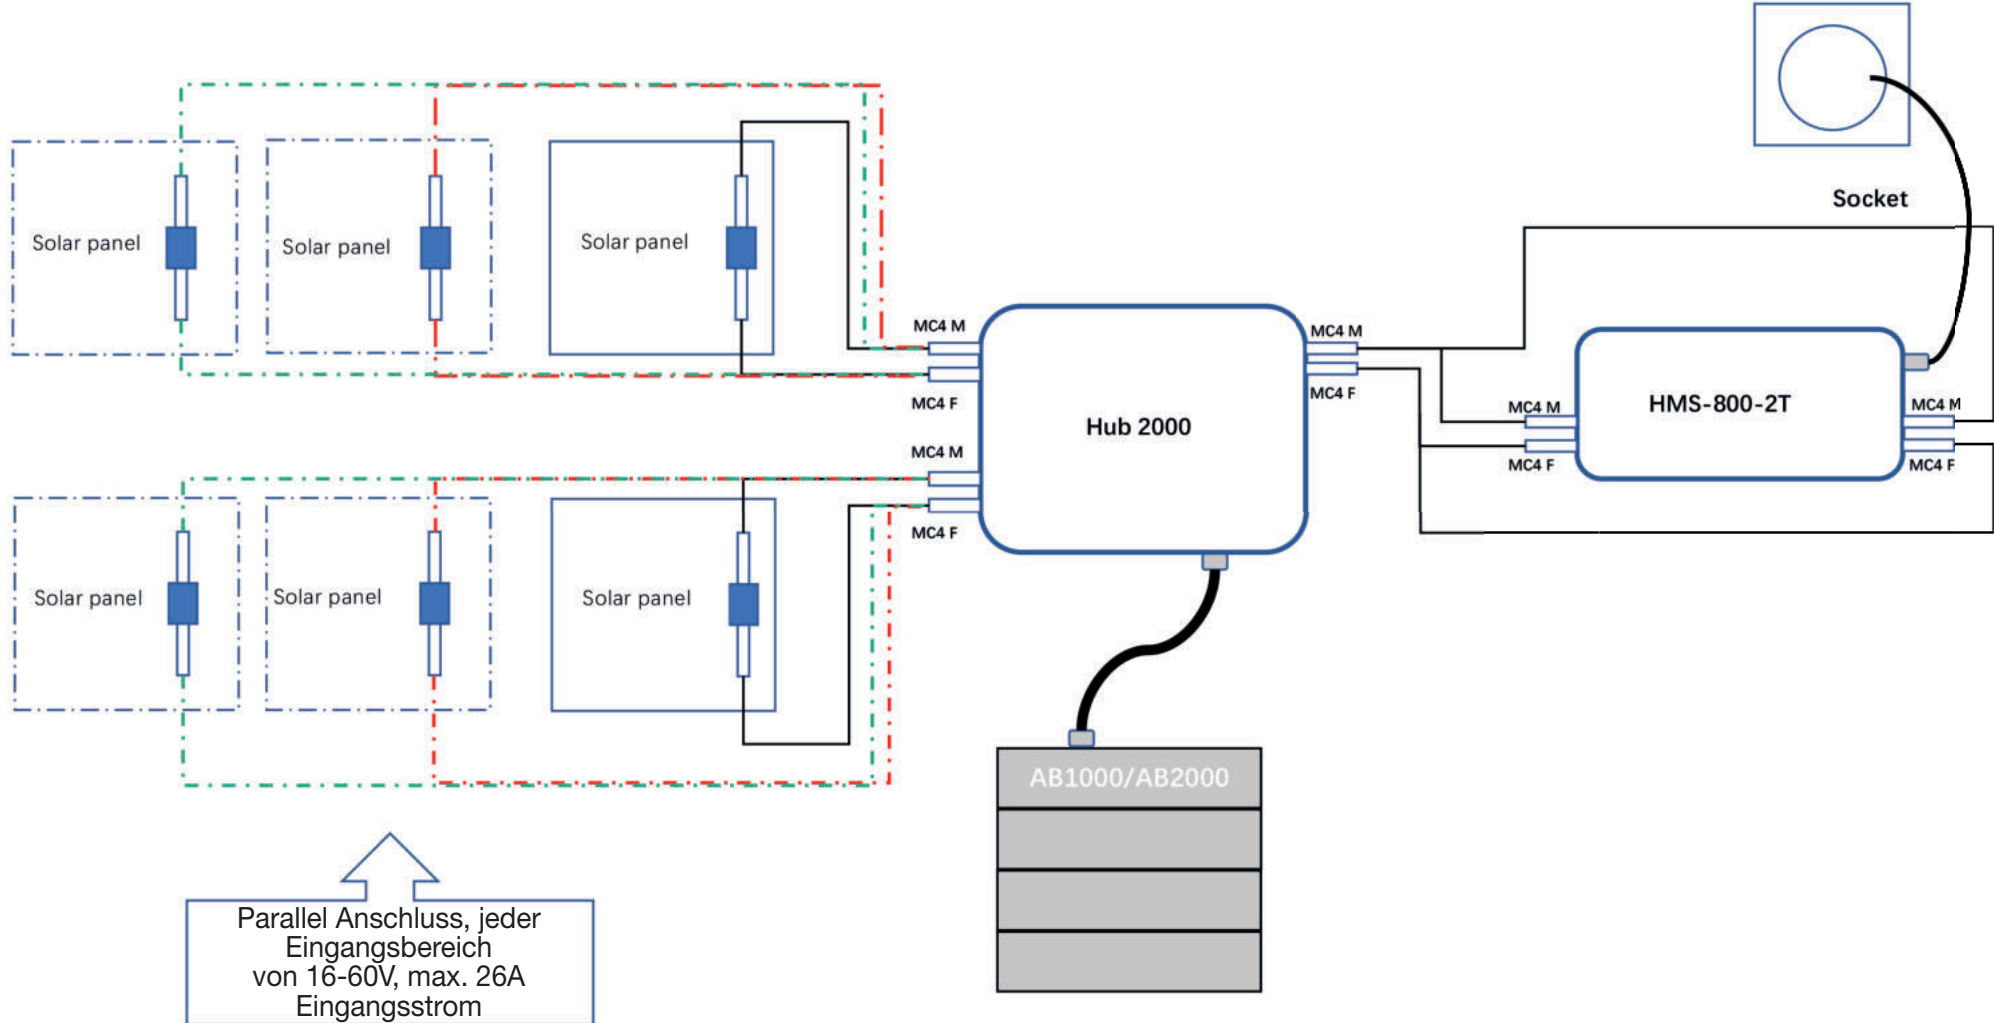 Socket
Solar panel
Solar panel
Solar panel
MC4 M
MC4 F
MC4 M
MC4 F
Hub 2000
MC4 M
MC4 F
MC4 M
MC4 F
HMS-800-2T
MC4 M
MC4 F
Solar panel
Solar panel
Solar panel
AB1000/AB2000
Parallel Anschluss, jeder
Eingangsbereich
von 16-60V, max. 26A
Eingangsstrom